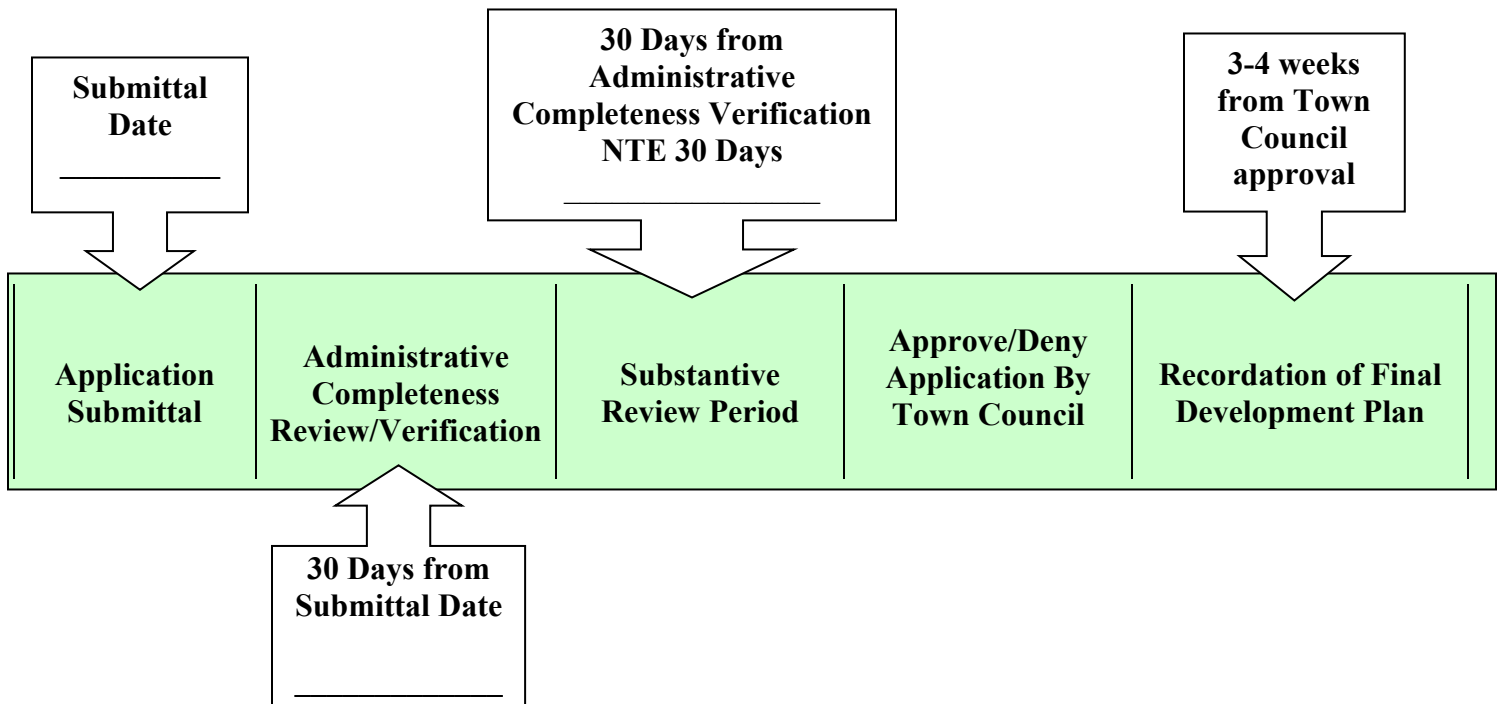 Submittal
Date
30 Days from
Administrative
Completeness Verification
NTE 30 Days
3-4 weeks
from Town
Council
approval
Application
Submittal
Administrative
Completeness
Review/Verification
Substantive
Review Period
Approve/Deny
Application By
Town Council
Recordation of Final
Development Plan
30 Days from
Submittal Date